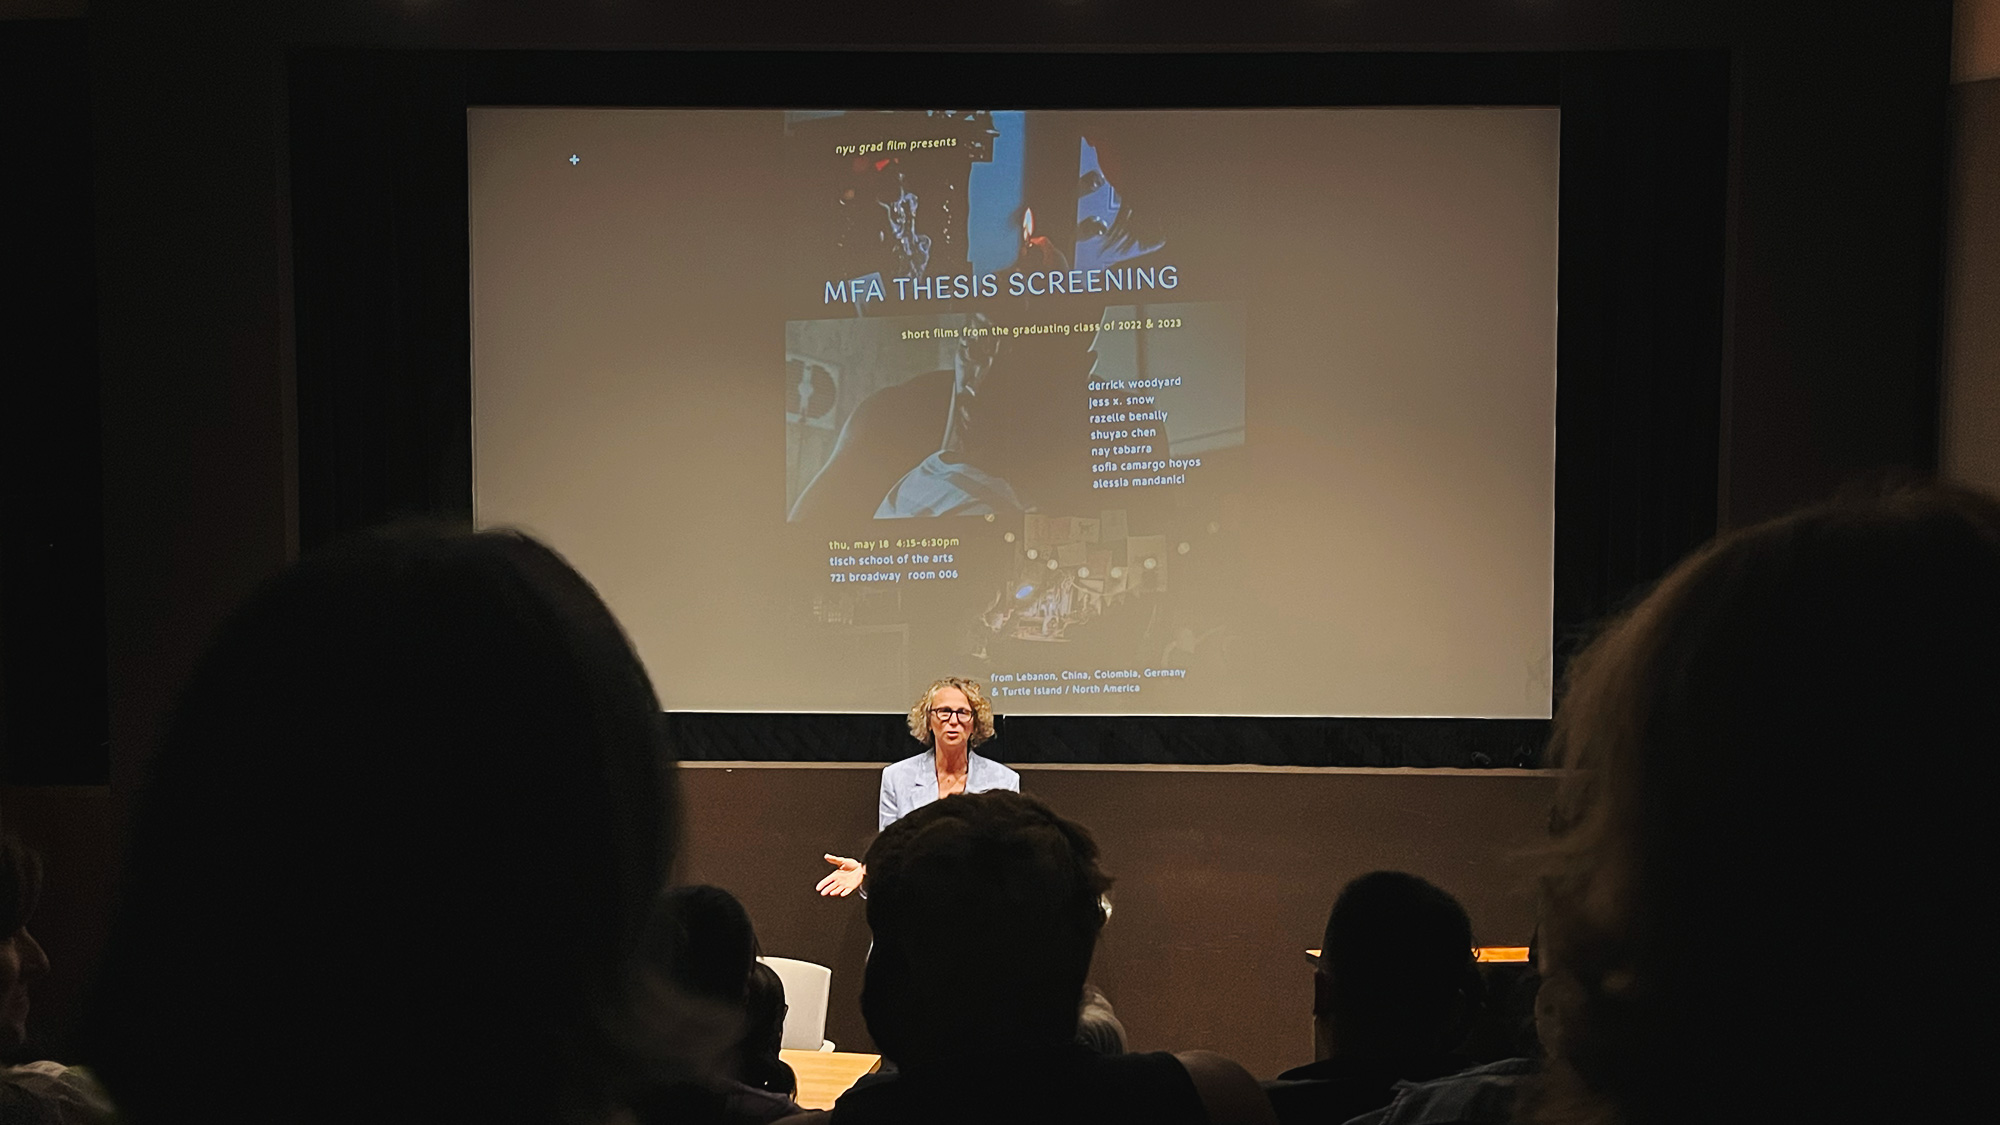 nyu grad film presents
MFA THESIS SCREENING
short films from the graduating class of 2022 & 2023
derrick woodyard
jess x. snow
razelle benally
shuyao chen
nay tabarra
sofia camargo hoyos
alessia mandanici
thu, may 18 4:15-6:30pm
tisch school of the arts
721 broadway room 006
from Lebanon, China, Colombia, Germany
& Turtle Island / North America